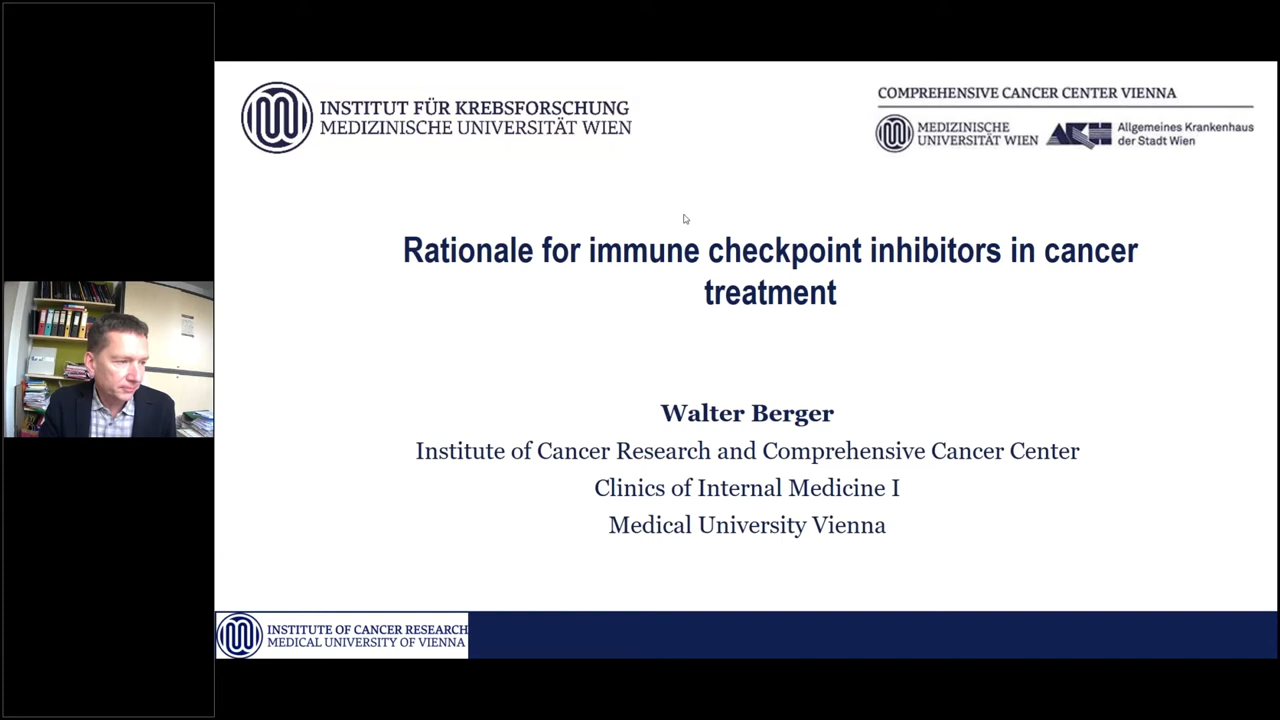 INSTITUT FÜR KREBSFORSCHUNG
MEDIZINISCHE UNIVERSITÄT WIEN
COMPREHENSIVE CANCER CENTER VIENNA
MEDIZINISCHE
UNIVERSITÄT WIEN
AKH
Allgemeines Krankenhaus
der Stadt Wien
Rationale for immune checkpoint inhibitors in cancer
treatment
Walter Berger
Institute of Cancer Research and Comprehensive Cancer Center
Clinics of Internal Medicine I
Medical University Vienna
INSTITUTE OF CANCER RESEARCH
MEDICAL UNIVERSITY OF VIENNA